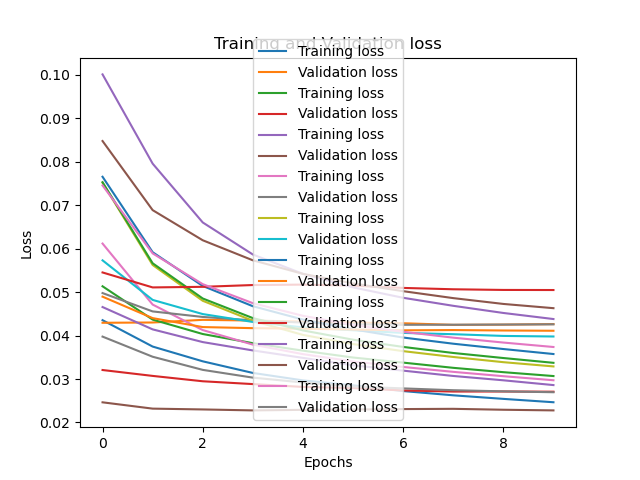 Training and Validation loss
Training loss
Validation loss
Training loss
Validation loss
Training loss
Validation loss
Training loss
Validation loss
Training loss
Validation loss
Training loss
Validation loss
Training loss
Validation loss
Training loss
Validation loss
Training loss
Validation loss
0.10
0.09
0.08
0.07
0.06
0.05
0.04
0.03
0.02
Loss
0 2 4 6 8
Epochs